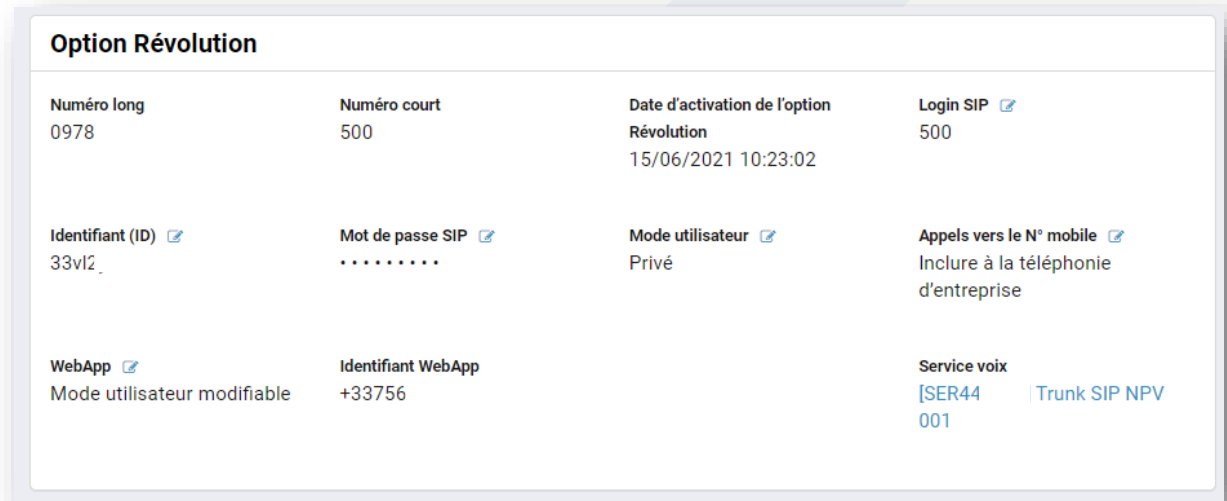 Option Révolution
Numéro long
0978
Numéro court
500
Date d'activation de l'option
Révolution
15/06/2021 10:23:02
Login SIP
500
Identifiant (ID)
33vl2
Mot de passe SIP
•••••••••
Mode utilisateur
Privé
Appels vers le N° mobile
Inclure à la téléphonie
d'entreprise
WebApp
Mode utilisateur modifiable
Identifiant WebApp
+33756
Service voix
[SER44 Trunk SIP NPV
001